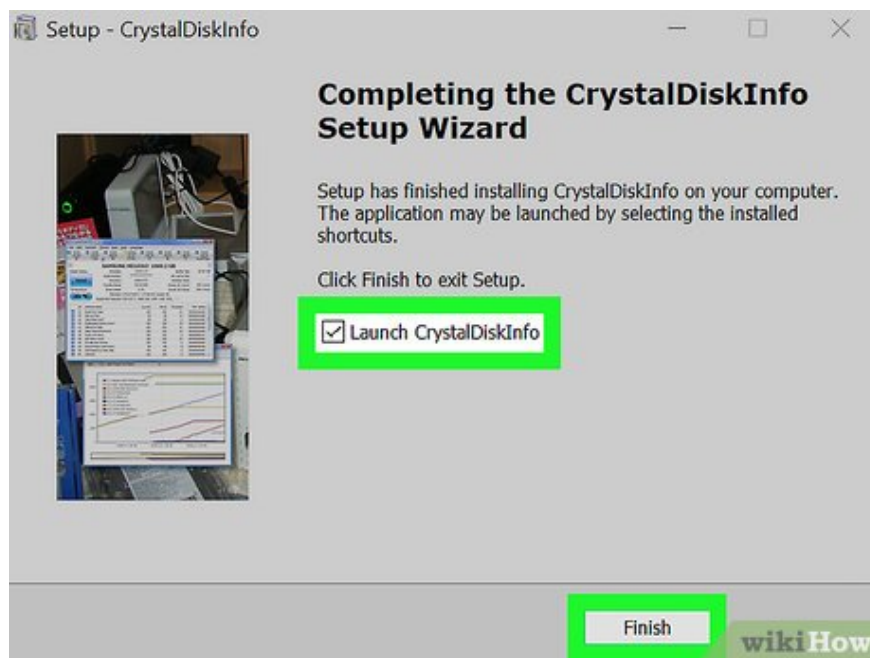 Setup - CrystalDiskInfo
Completing the CrystalDiskInfo
Setup Wizard
Setup has finished installing CrystalDiskInfo on your computer.
The application may be launched by selecting the installed
shortcuts.
Click Finish to exit Setup.
Launch CrystalDiskInfo
Finish
wikiHow